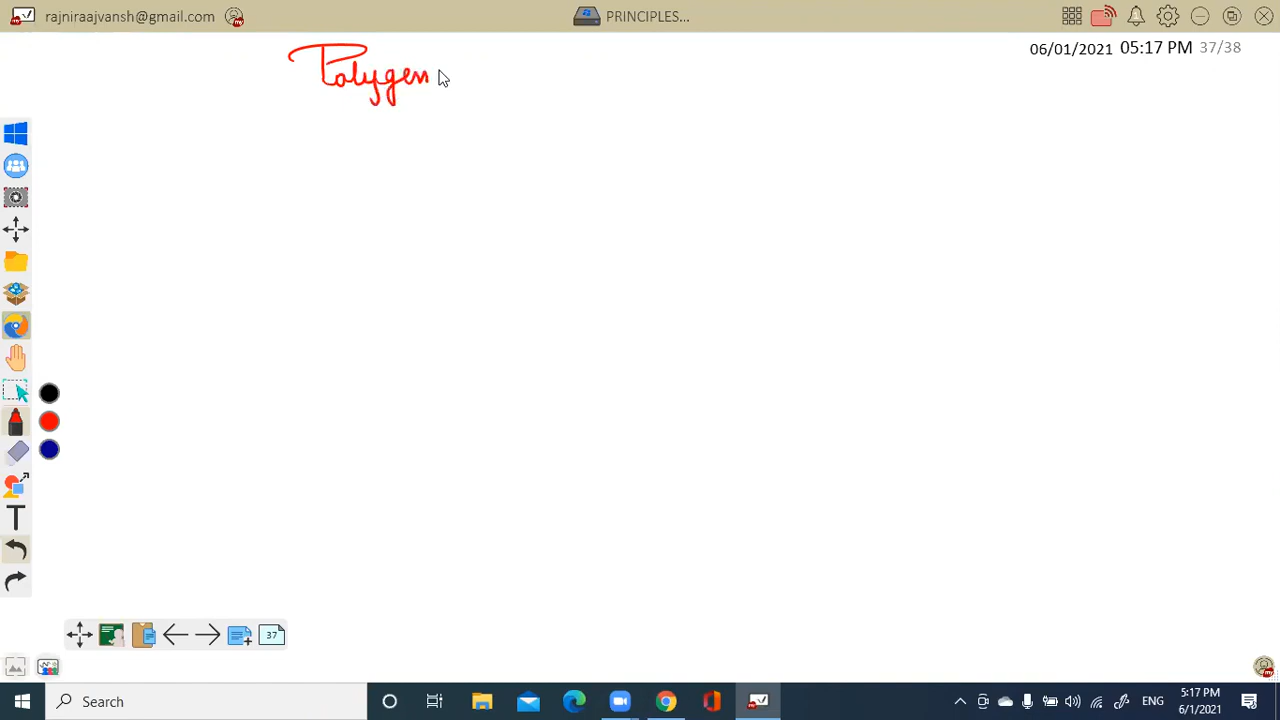 rajniraajvansh@gmail.com
PRINCIPLES...
06/01/2021 05:17 PM 37/38
Polygen
T
37
Search
ENG
5:17 PM
6/1/2021